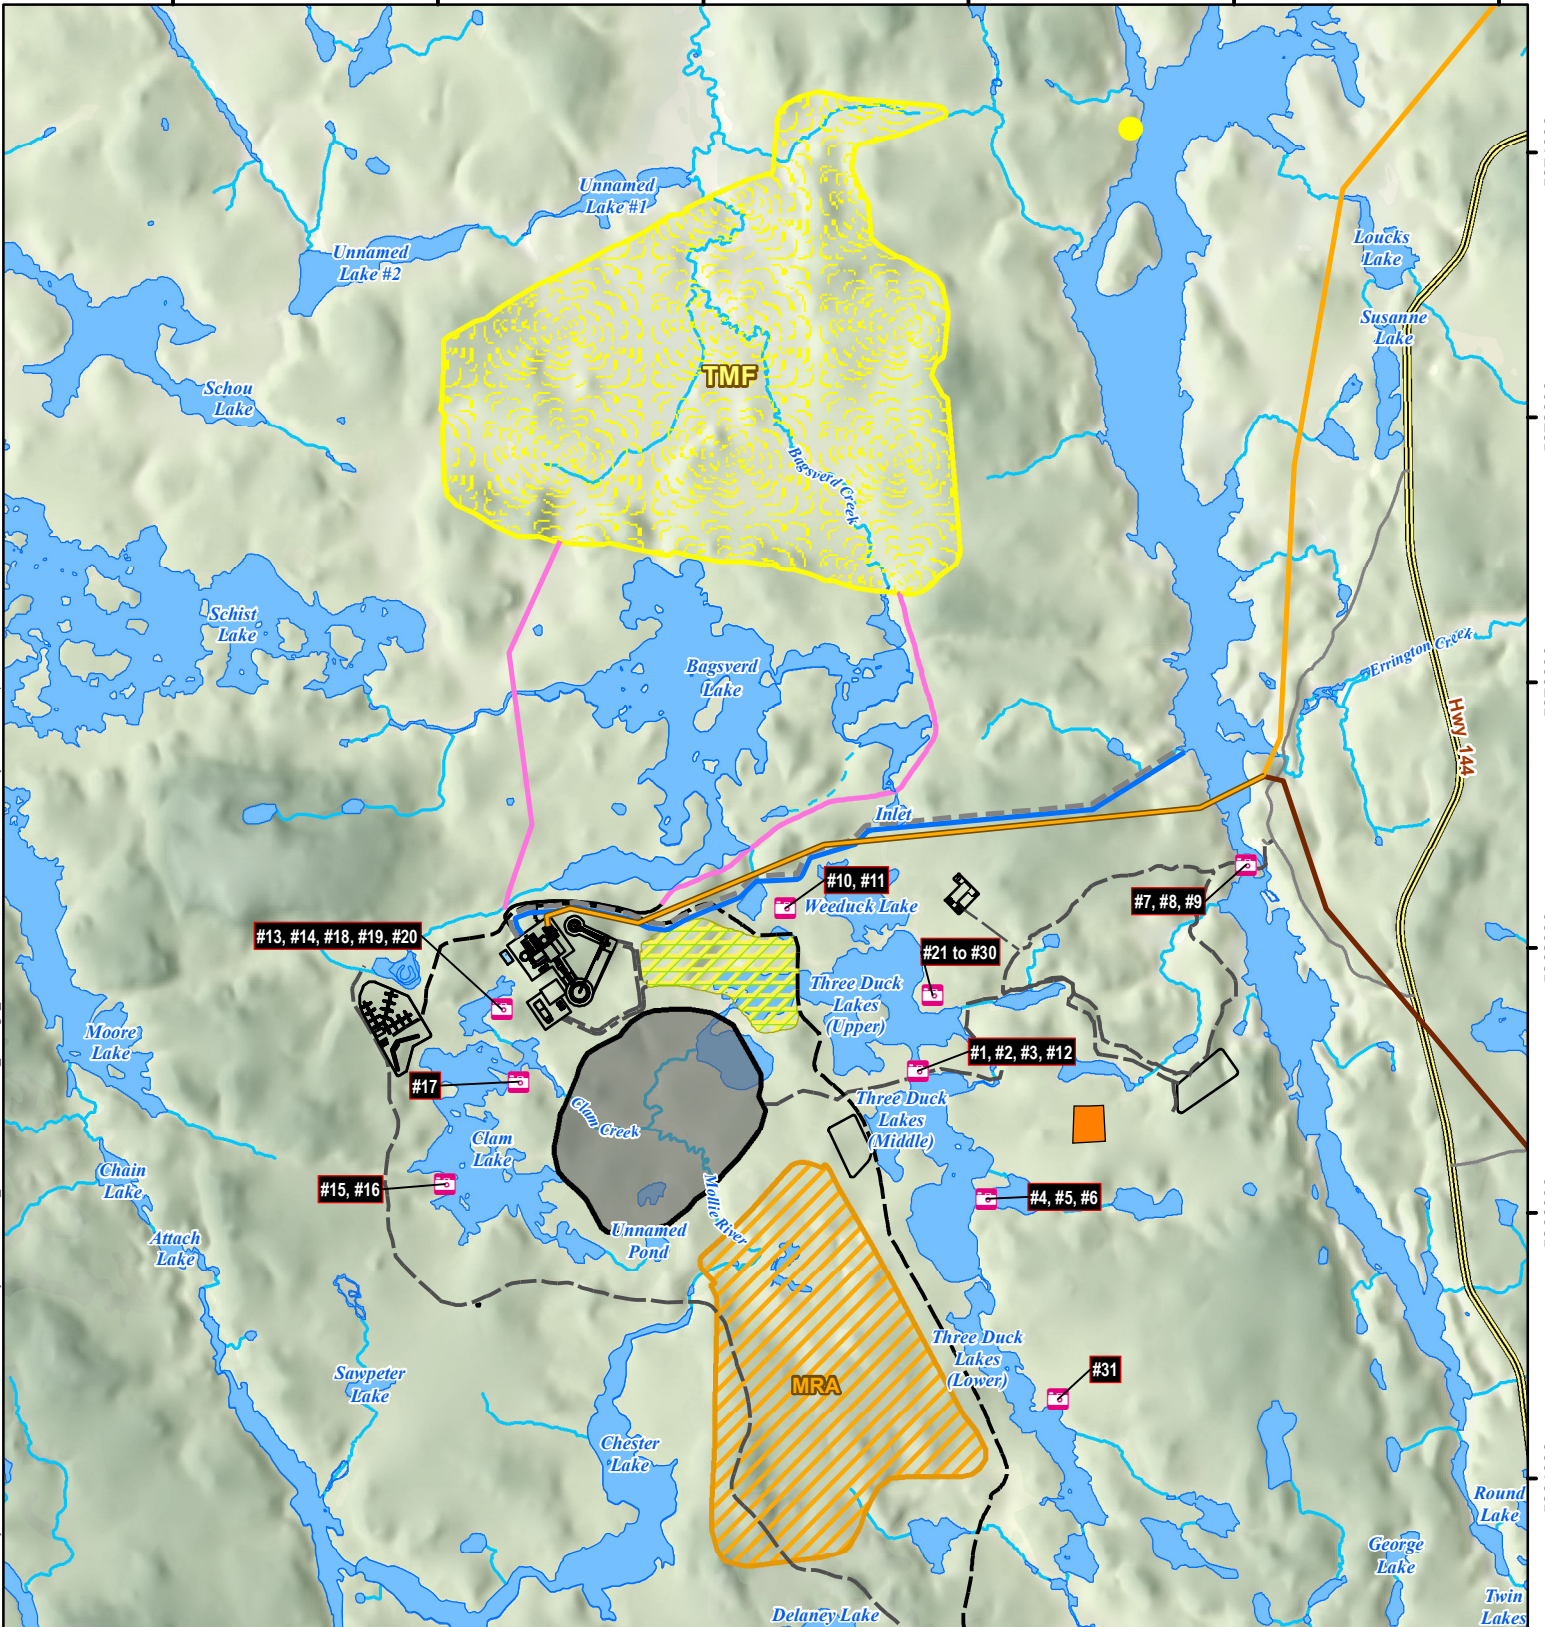 Unnamed
Lake #1
Unnamed
Lake #2
Loucks
Lake
Susanne
Lake
TMF
Schou
Lake
Bagsverd Creek
Schist
Lake
Errington Creek
Bagsverd
Lake
Hwy 144
Inlet
#10, #11
Weeduck Lake
#7, #8, #9
#13, #14, #18, #19, #20
#21 to #30
Three Duck
Lakes
(Upper)
Moore
Lake
#1, #2, #3, #12
#17
Three Duck
Lakes
(Middle)
Clam Creek
Clam
Lake
Chain
Lake
#15, #16
#4, #5, #6
Mollie River
Unnamed
Pond
Attach
Lake
Three Duck
Lakes
(Lower)
#31
Sawpeter
Lake
MRA
Chester
Lake
Round
Lake
George
Lake
Twin
Lakes
Delaney Lake